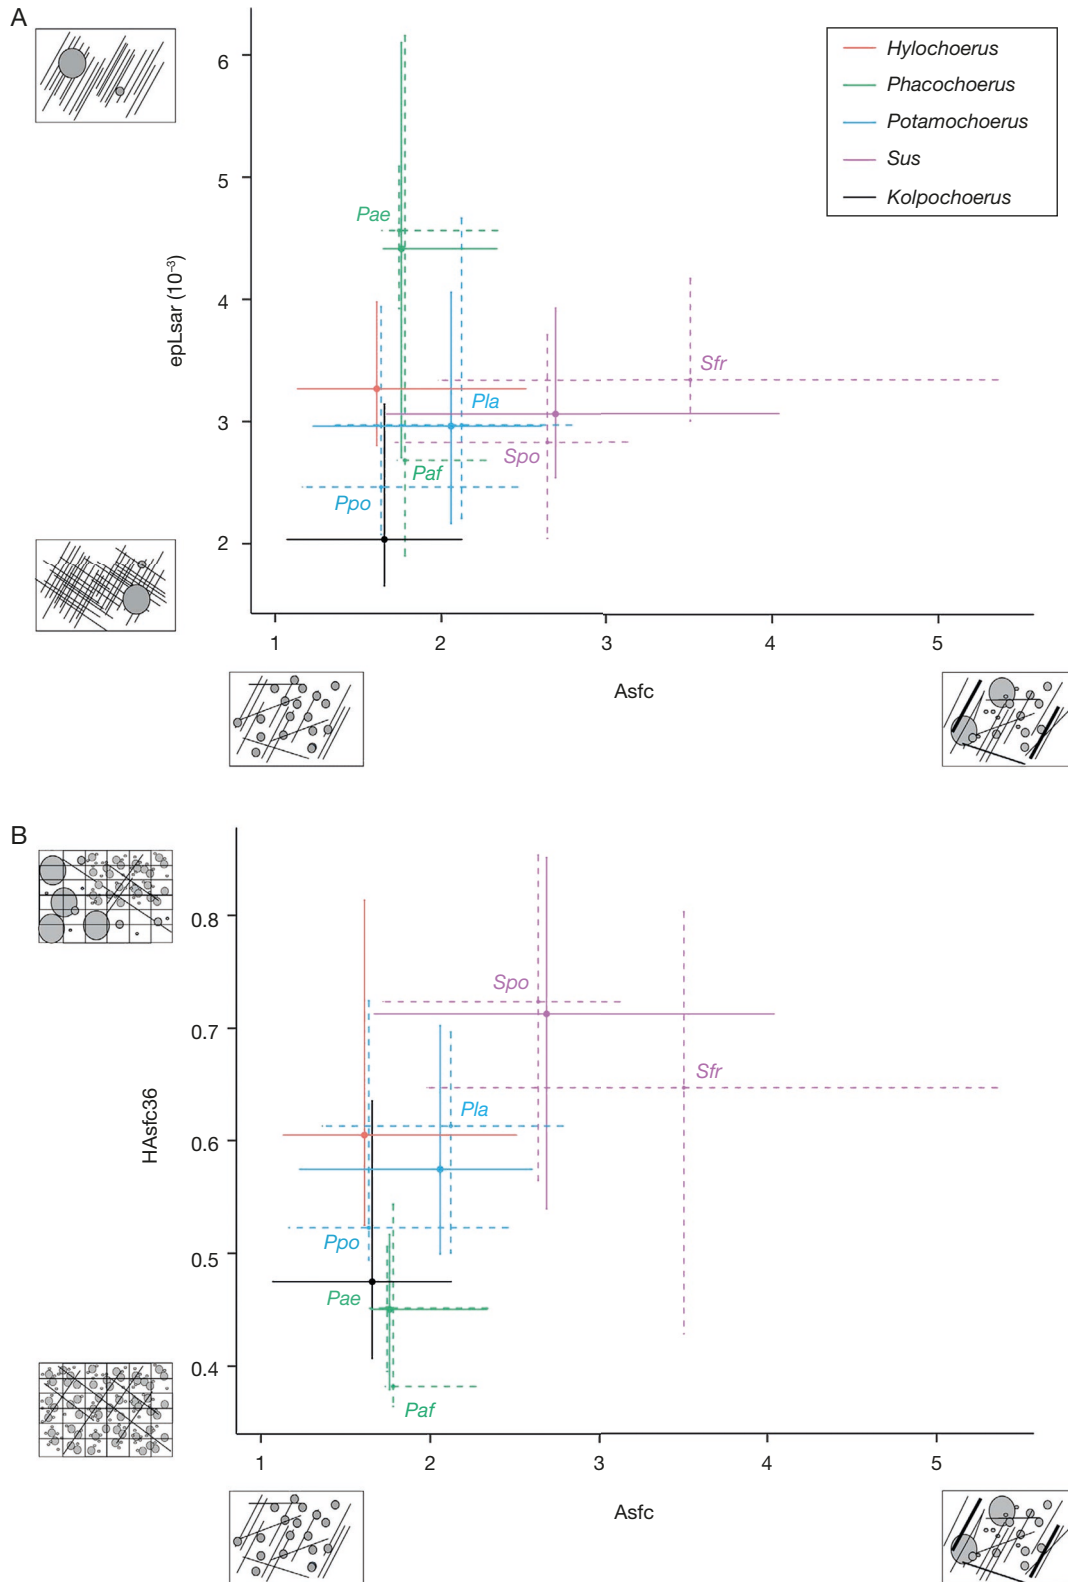 A
Hylochoerus
Phacochoerus
Potamochoerus
Sus
Kolpochoerus
6
5
4
3
2
epLsar (10⁻³)
Pae
Sfr
Pla
Spo
Paf
Ppo
1 2 3 4 5
Asfc
B
0.8
0.7
0.6
0.5
0.4
HAsfc36
Spo
Sfr
Pla
Ppo
Pae
Paf
1 2 3 4 5
Asfc